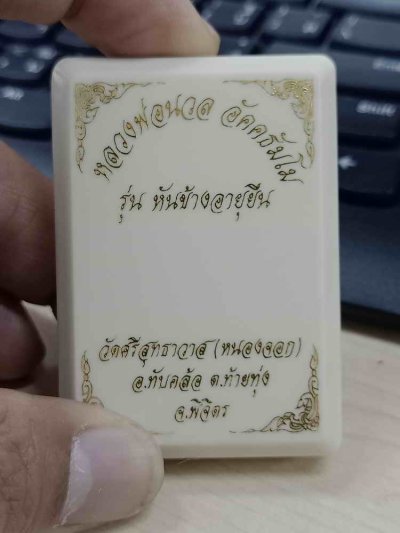 หลวงพ่อนวล อัคคธัมโม
รุ่น หันข้างอายุยืน
วัดศรีสุทธาวาส (หนองจอก)
อ.ทับคล้อ ต.ท้ายทุ่ง
จ.พิจิตร